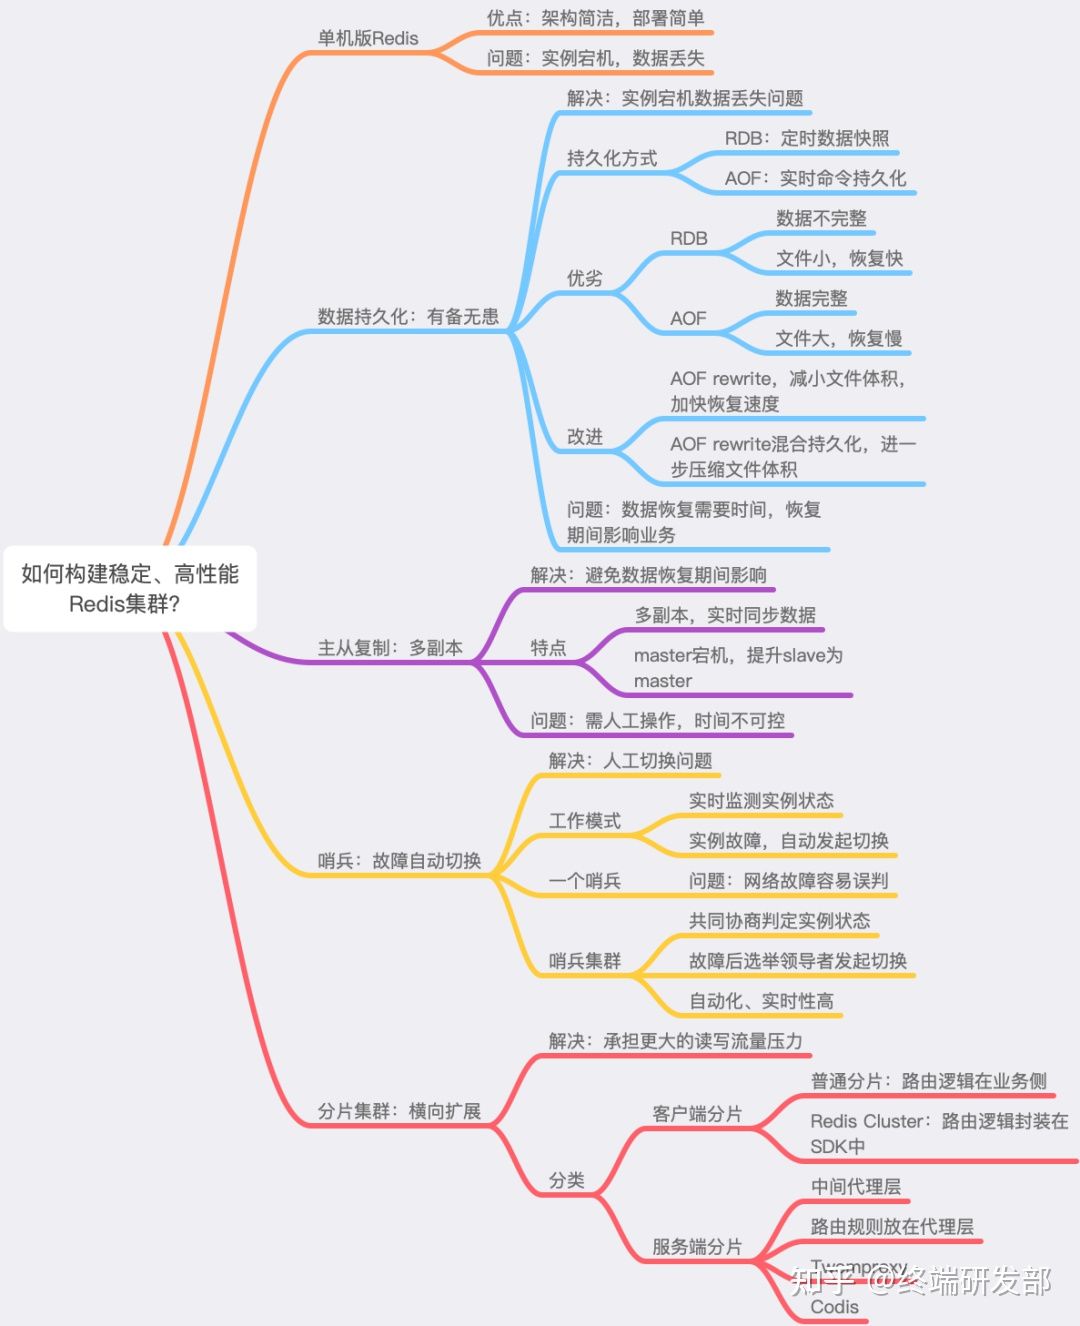 单机版Redis
优点：架构简洁，部署简单
问题：实例宕机，数据丢失
数据持久化：有备无患
解决：实例宕机数据丢失问题
持久化方式
RDB：定时数据快照
AOF：实时命令持久化
优劣
RDB
数据不完整
文件小，恢复快
AOF
数据完整
文件大，恢复慢
改进
AOF rewrite，减小文件体积，
加快恢复速度
AOF rewrite混合持久化，进一
步压缩文件体积
问题：数据恢复需要时间，恢复
期间影响业务
如何构建稳定、高性能
Redis集群？
主从复制：多副本
解决：避免数据恢复期间影响
特点
多副本，实时同步数据
master宕机，提升slave为
master
问题：需人工操作，时间不可控
哨兵：故障自动切换
解决：人工切换问题
工作模式
实时监测实例状态
实例故障，自动发起切换
一个哨兵
问题：网络故障容易误判
哨兵集群
共同协商判定实例状态
故障后选举领导者发起切换
自动化、实时性高
分片集群：横向扩展
解决：承担更大的读写流量压力
分类
客户端分片
普通分片：路由逻辑在业务侧
Redis Cluster：路由逻辑封装在
SDK中
服务端分片
中间代理层
路由规则放在代理层
Twemproxy
Codis
知乎 @终端研发部